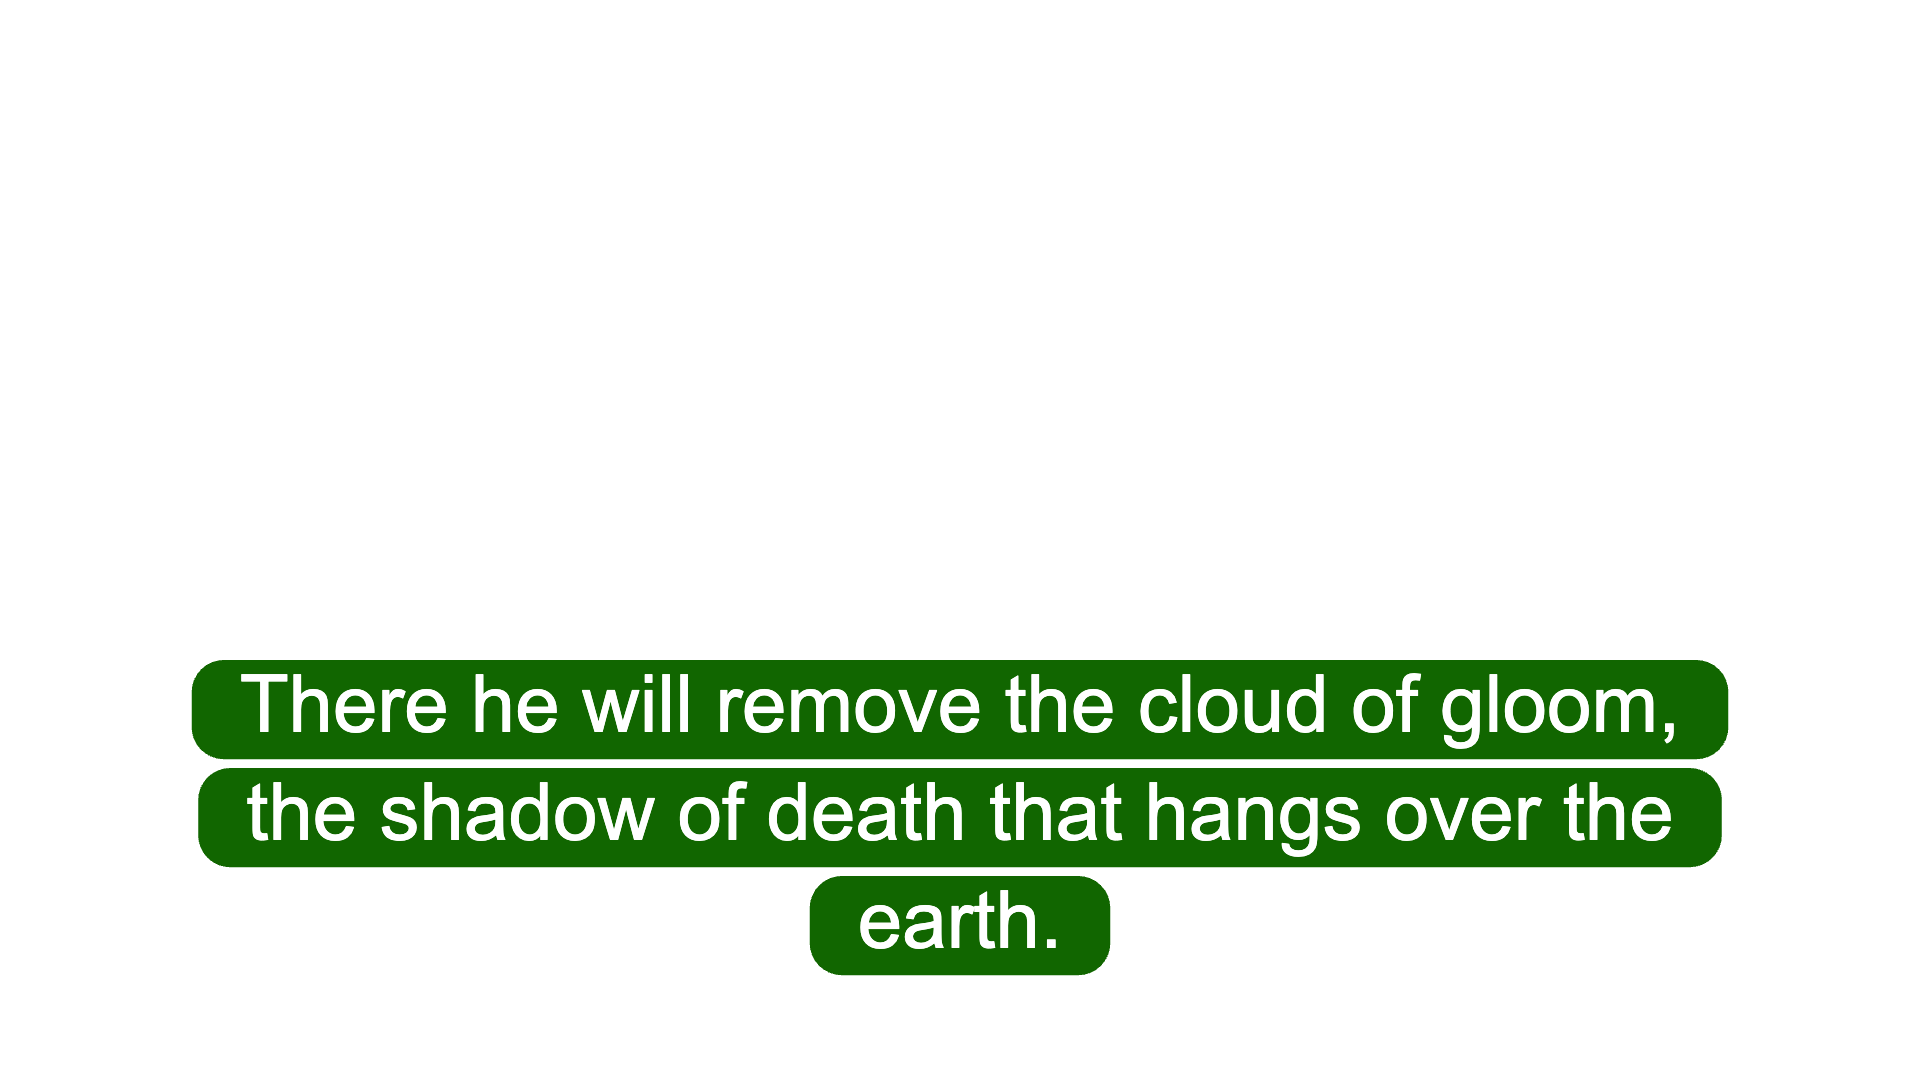 There he will remove the cloud of gloom,
the shadow of death that hangs over the
earth.